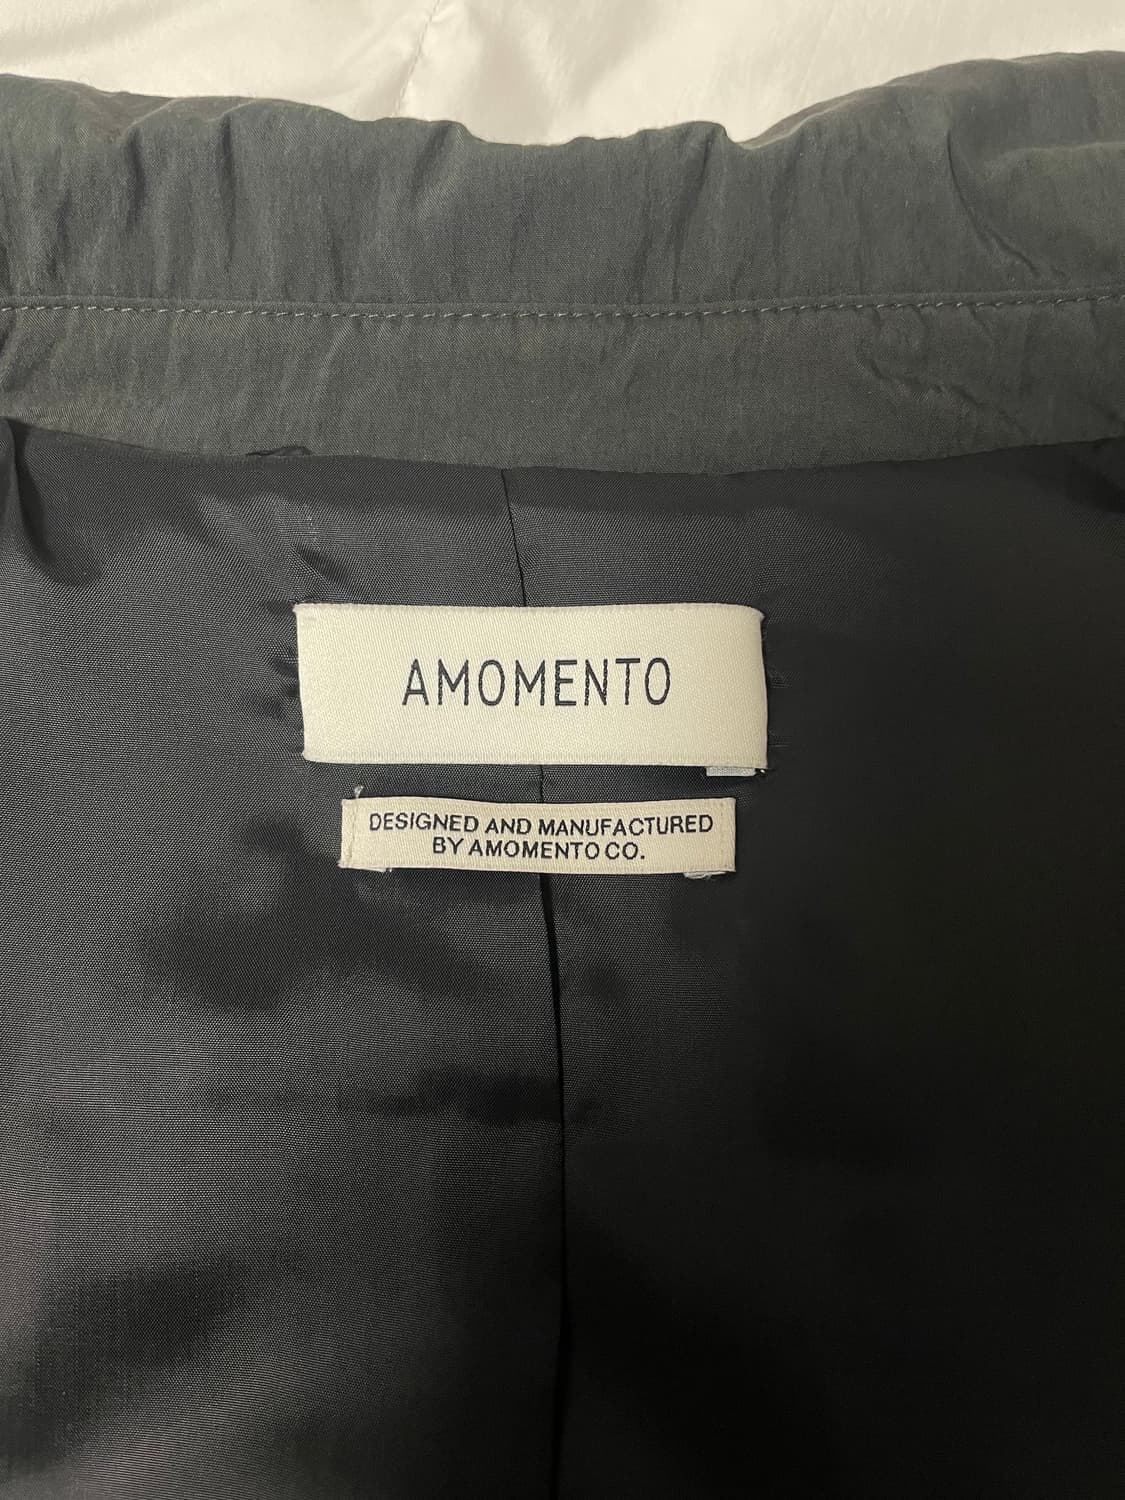 AMOMENTO
DESIGNED AND MANUFACTURED
BY AMOMENTO CO.